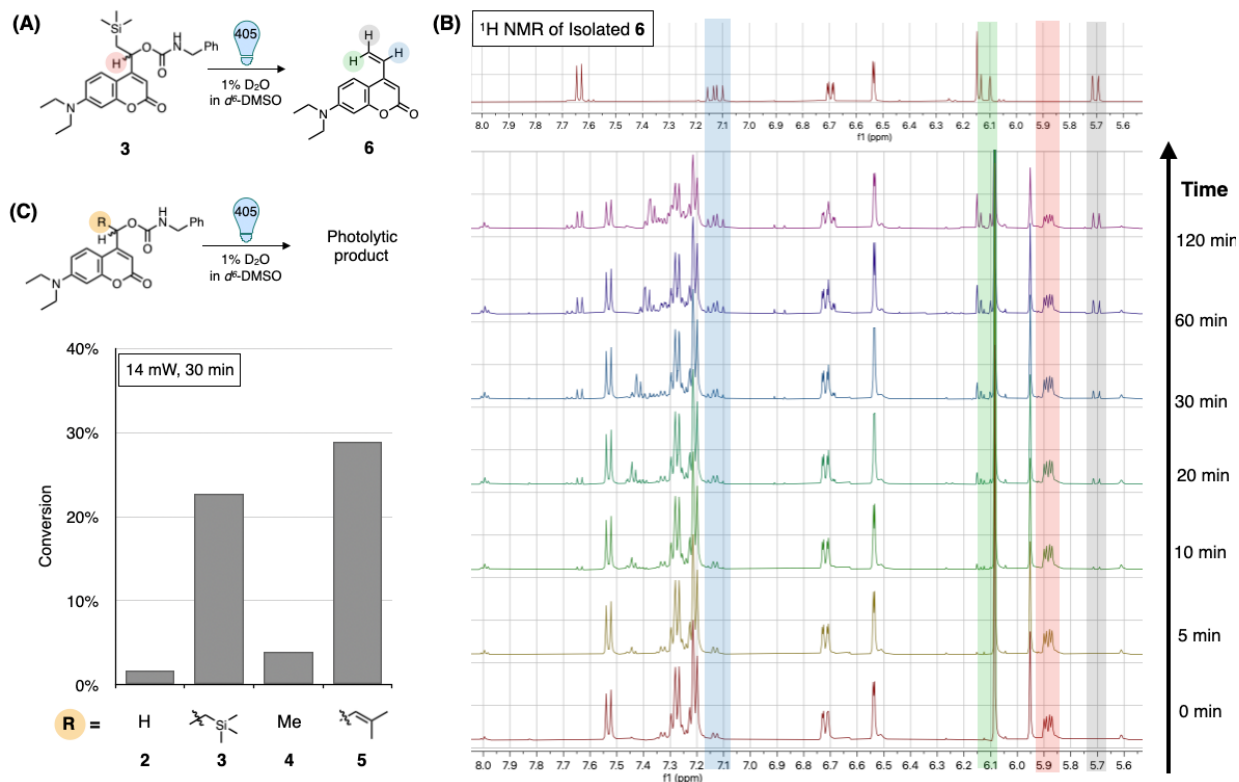 (A)
Si
O
H
N
Ph
H
O
N
O
O
3
405
1% D₂O
in d⁶-DMSO
H
H
H
N
O
O
6
(B)
¹H NMR of Isolated 6
8.0 7.9 7.8 7.7 7.6 7.5 7.4 7.3 7.2 7.1 7.0 6.9 6.8 6.7 6.6 6.5 6.4 6.3 6.2 6.1 6.0 5.9 5.8 5.7 5.6
f1 (ppm)
Time
120 min
60 min
30 min
20 min
10 min
5 min
0 min
8.0 7.9 7.8 7.7 7.6 7.5 7.4 7.3 7.2 7.1 7.0 6.9 6.8 6.7 6.6 6.5 6.4 6.3 6.2 6.1 6.0 5.9 5.8 5.7 5.6
f1 (ppm)
(C)
R
O
H
N
Ph
H
O
N
O
O
405
1% D₂O
in d⁶-DMSO
Photolytic
product
14 mW, 30 min
40%
30%
20%
10%
0%
Conversion
R = H Si Me
2 3 4 5